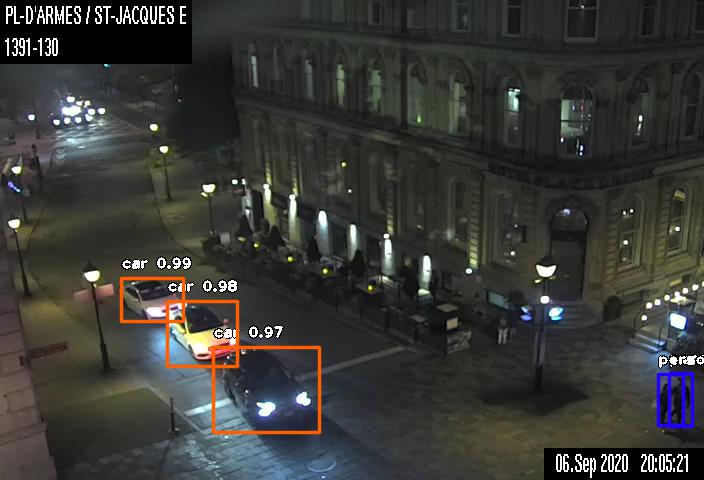 PL-D'ARMES / ST-JACQUES E
1391-130
car 0.99
car 0.98
car 0.97
06.Sep 2020 20:05:21